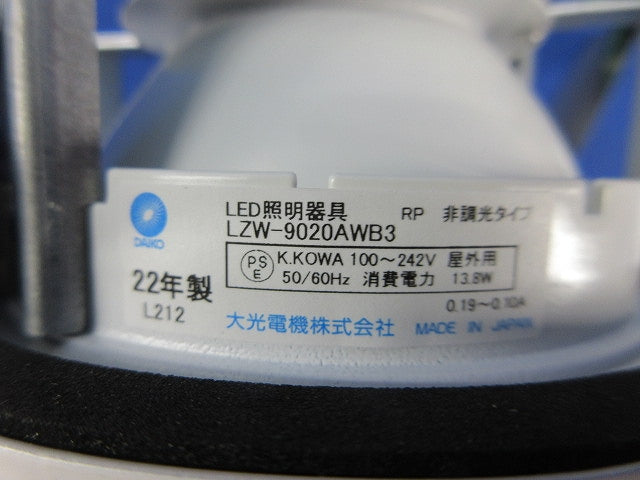 DAIKO
LED照明器具 RP 非調光タイプ
LZW-9020AWB3
PS E K.KOWA 100～242V 屋外用
50/60Hz 消費電力 13.8W
0.19～0.10A
22年製
L212
大光電機株式会社 MADE IN JAPAN